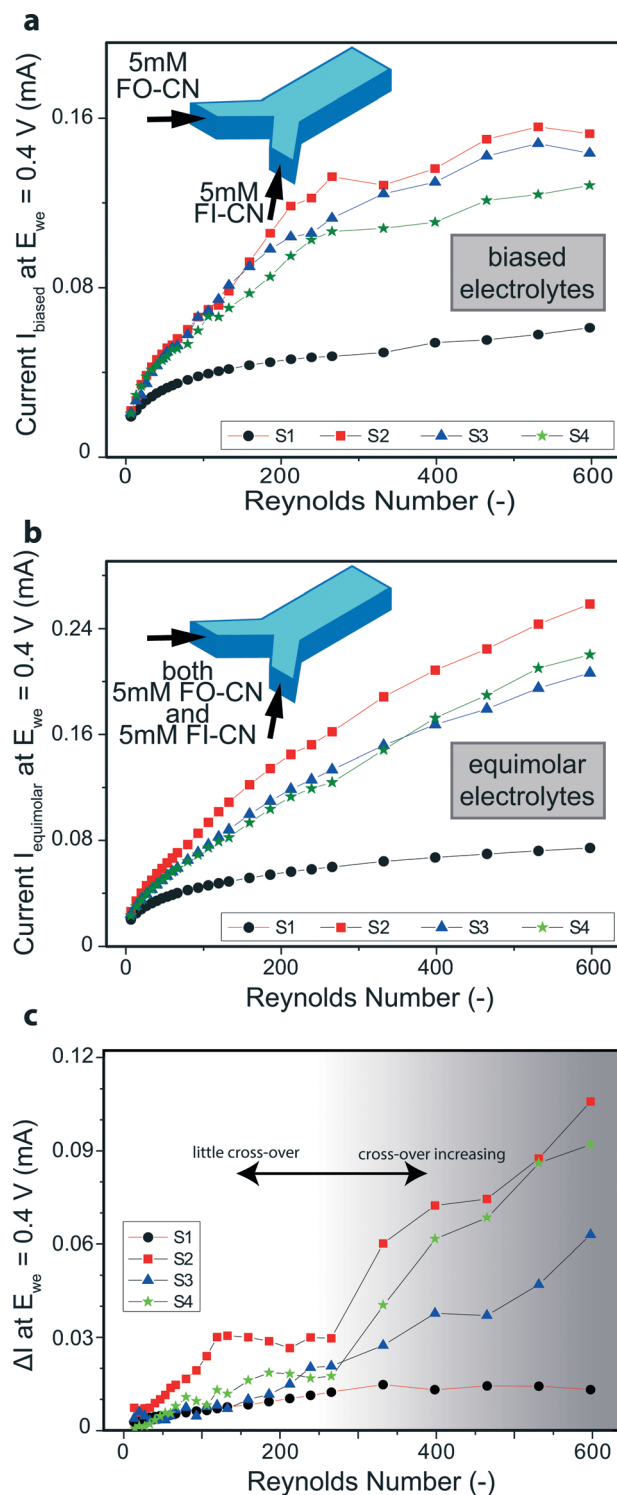 a
Current I_biased at E_we = 0.4 V (mA)
0.16
0.08
0
5mM
FO-CN
5mM
FI-CN
biased
electrolytes
S1 S2 S3 S4
0 200 400 600
Reynolds Number (-)
b
Current I_equimolar at E_we = 0.4 V (mA)
0.24
0.16
0.08
0
both
5mM FO-CN
and
5mM FI-CN
equimolar
electrolytes
S1 S2 S3 S4
0 200 400 600
Reynolds Number (-)
c
ΔI at E_we = 0.4 V (mA)
0.12
0.09
0.06
0.03
0
little cross-over cross-over increasing
S1
S2
S3
S4
0 200 400 600
Reynolds Number (-)